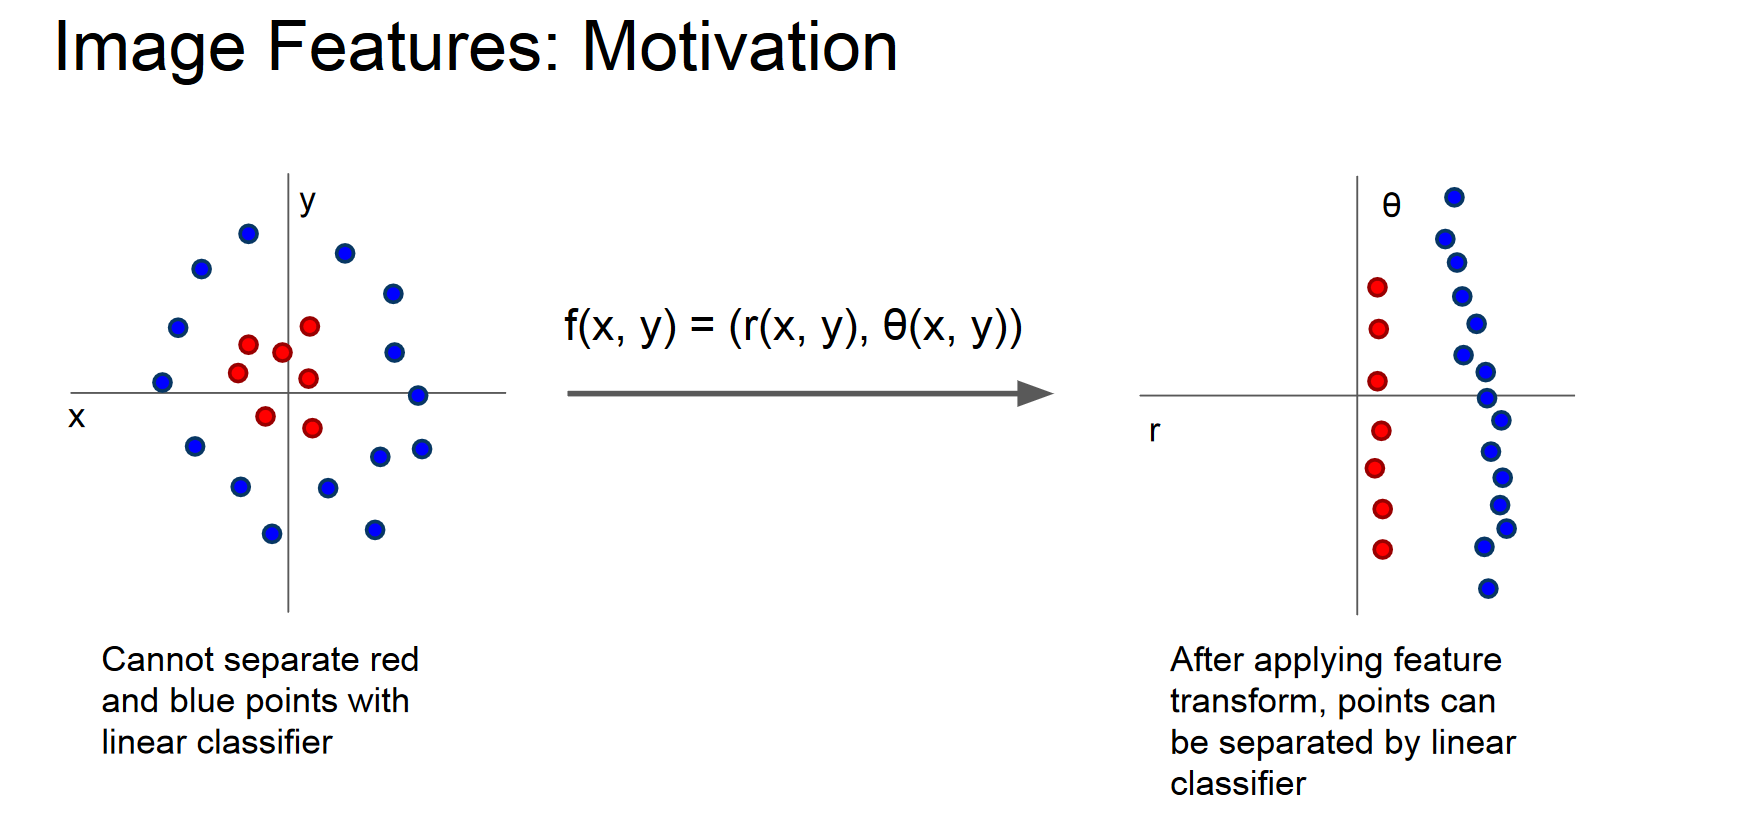 Image Features: Motivation
y
x
f(x, y) = (r(x, y), θ(x, y))
θ
r
Cannot separate red
and blue points with
linear classifier
After applying feature
transform, points can
be separated by linear
classifier